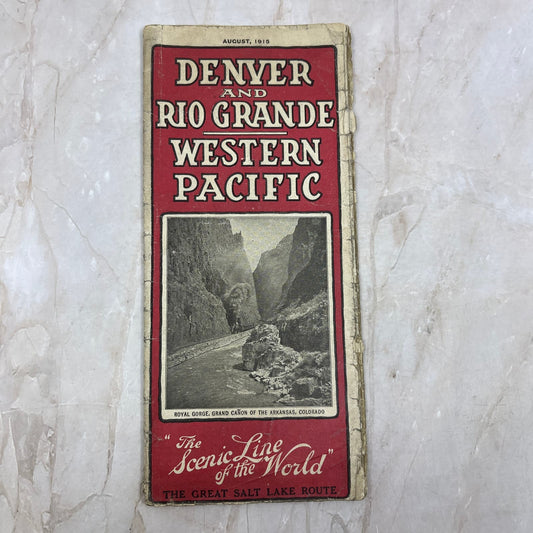 AUGUST, 1915
DENVER
AND
RIO GRANDE
WESTERN
PACIFIC
ROYAL GORGE, GRAND CAÑON OF THE ARKANSAS, COLORADO
"The
Scenic Line
of the World"
THE GREAT SALT LAKE ROUTE